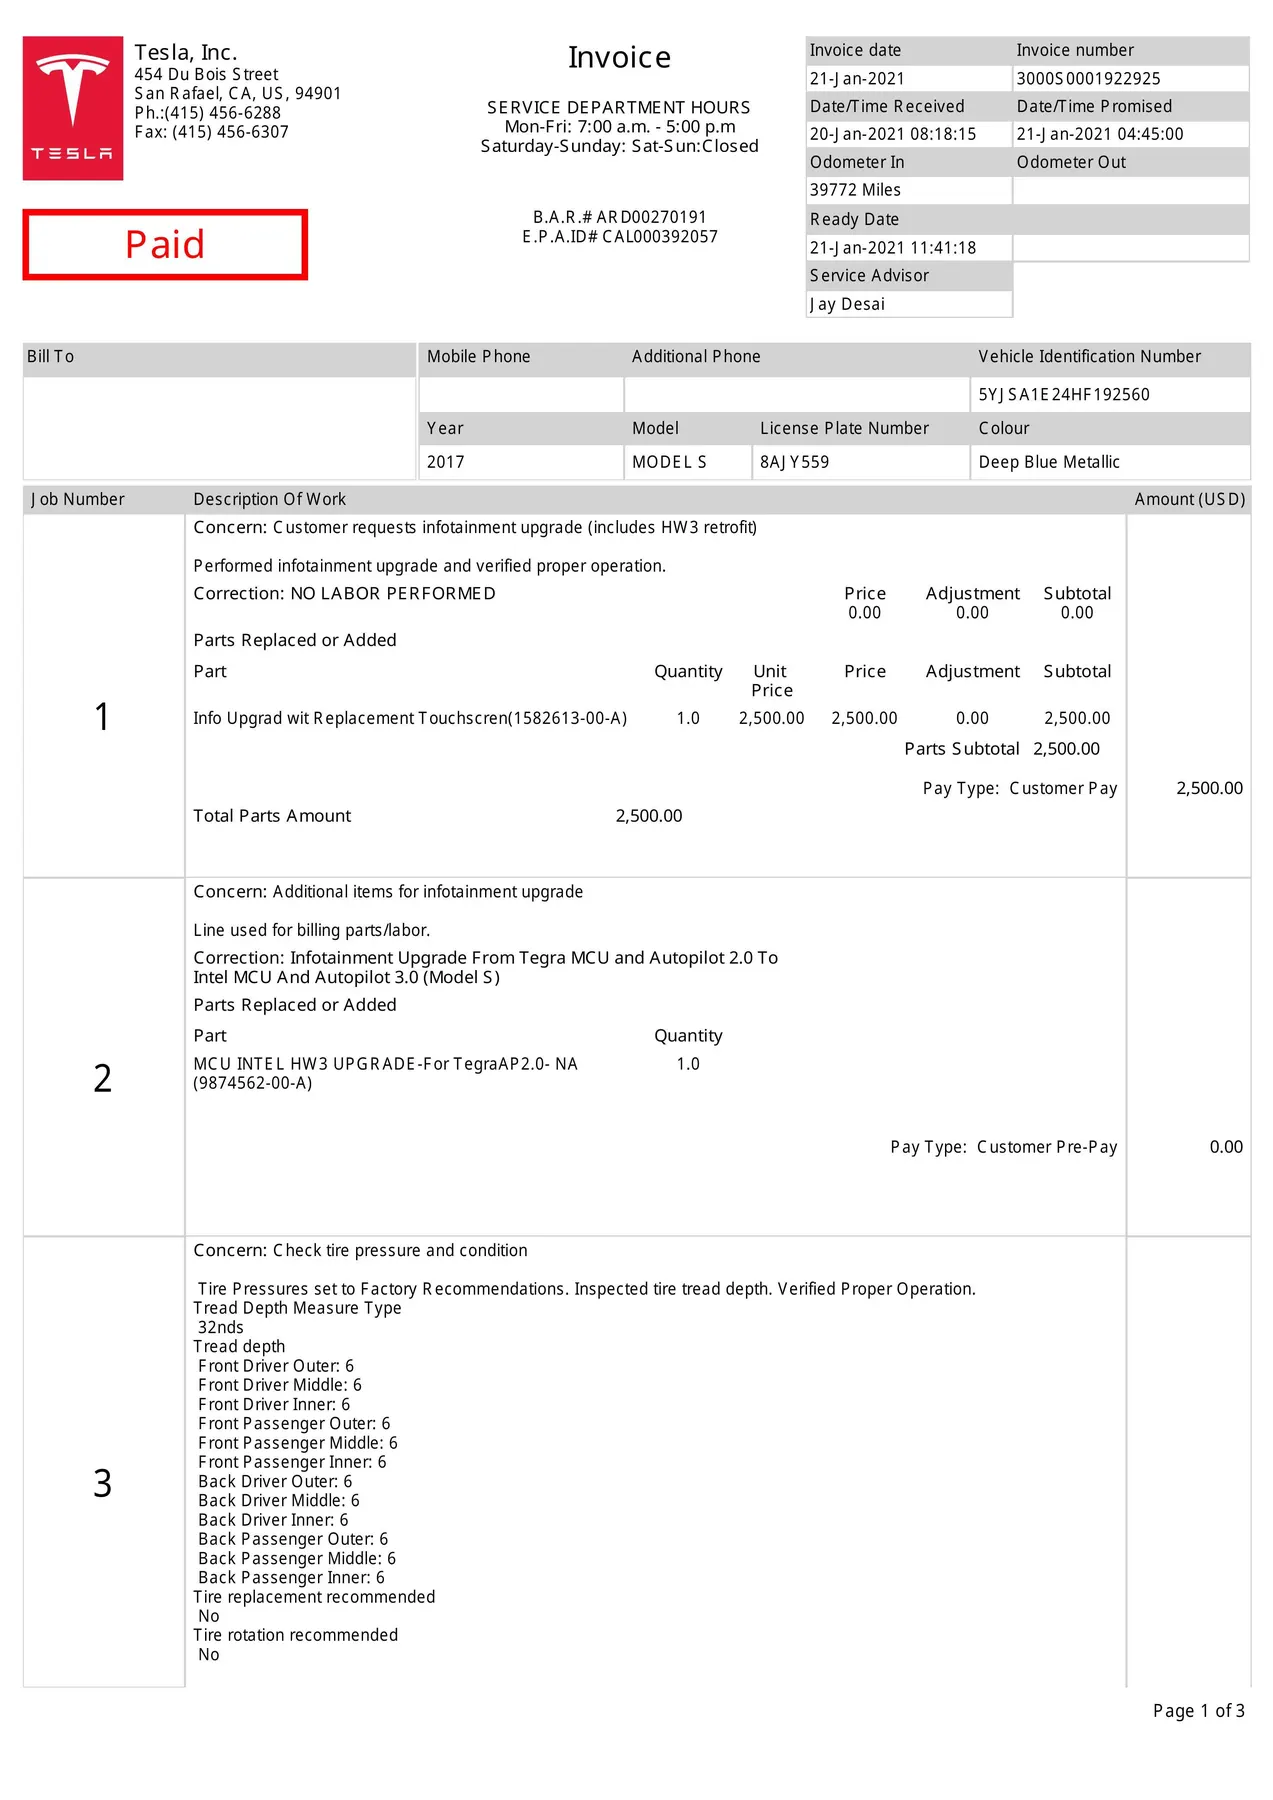 TESLA
Tesla, Inc.
454 Du Bois Street
San Rafael, CA, US, 94901
Ph.:(415) 456-6288
Fax: (415) 456-6307
Paid
Invoice
SERVICE DEPARTMENT HOURS
Mon-Fri: 7:00 a.m. - 5:00 p.m
Saturday-Sunday: Sat-Sun:Closed
B.A.R.# ARD00270191
E.P.A.ID# CAL000392057
Invoice date Invoice number
21-Jan-2021 3000S0001922925
Date/Time Received Date/Time Promised
20-Jan-2021 08:18:15 21-Jan-2021 04:45:00
Odometer In Odometer Out
39772 Miles
Ready Date
21-Jan-2021 11:41:18
Service Advisor
Jay Desai
Bill To Mobile Phone Additional Phone Vehicle Identification Number
5YJSA1E24HF192560
Year Model License Plate Number Colour
2017 MODEL S 8AJY559 Deep Blue Metallic
Job Number Description Of Work Amount (USD)
1
Concern: Customer requests infotainment upgrade (includes HW3 retrofit)
Performed infotainment upgrade and verified proper operation.
Correction: NO LABOR PERFORMED Price Adjustment Subtotal
0.00 0.00 0.00
Parts Replaced or Added
Part Quantity Unit Price Price Adjustment Subtotal
Info Upgrad wit Replacement Touchscren(1582613-00-A) 1.0 2,500.00 2,500.00 0.00 2,500.00
Parts Subtotal 2,500.00
Pay Type: Customer Pay 2,500.00
Total Parts Amount 2,500.00
2
Concern: Additional items for infotainment upgrade
Line used for billing parts/labor.
Correction: Infotainment Upgrade From Tegra MCU and Autopilot 2.0 To
Intel MCU And Autopilot 3.0 (Model S)
Parts Replaced or Added
Part Quantity
MCU INTEL HW3 UPGRADE-For TegraAP2.0- NA 1.0
(9874562-00-A)
Pay Type: Customer Pre-Pay 0.00
3
Concern: Check tire pressure and condition
Tire Pressures set to Factory Recommendations. Inspected tire tread depth. Verified Proper Operation.
Tread Depth Measure Type
32nds
Tread depth
Front Driver Outer: 6
Front Driver Middle: 6
Front Driver Inner: 6
Front Passenger Outer: 6
Front Passenger Middle: 6
Front Passenger Inner: 6
Back Driver Outer: 6
Back Driver Middle: 6
Back Driver Inner: 6
Back Passenger Outer: 6
Back Passenger Middle: 6
Back Passenger Inner: 6
Tire replacement recommended
No
Tire rotation recommended
No
Page 1 of 3